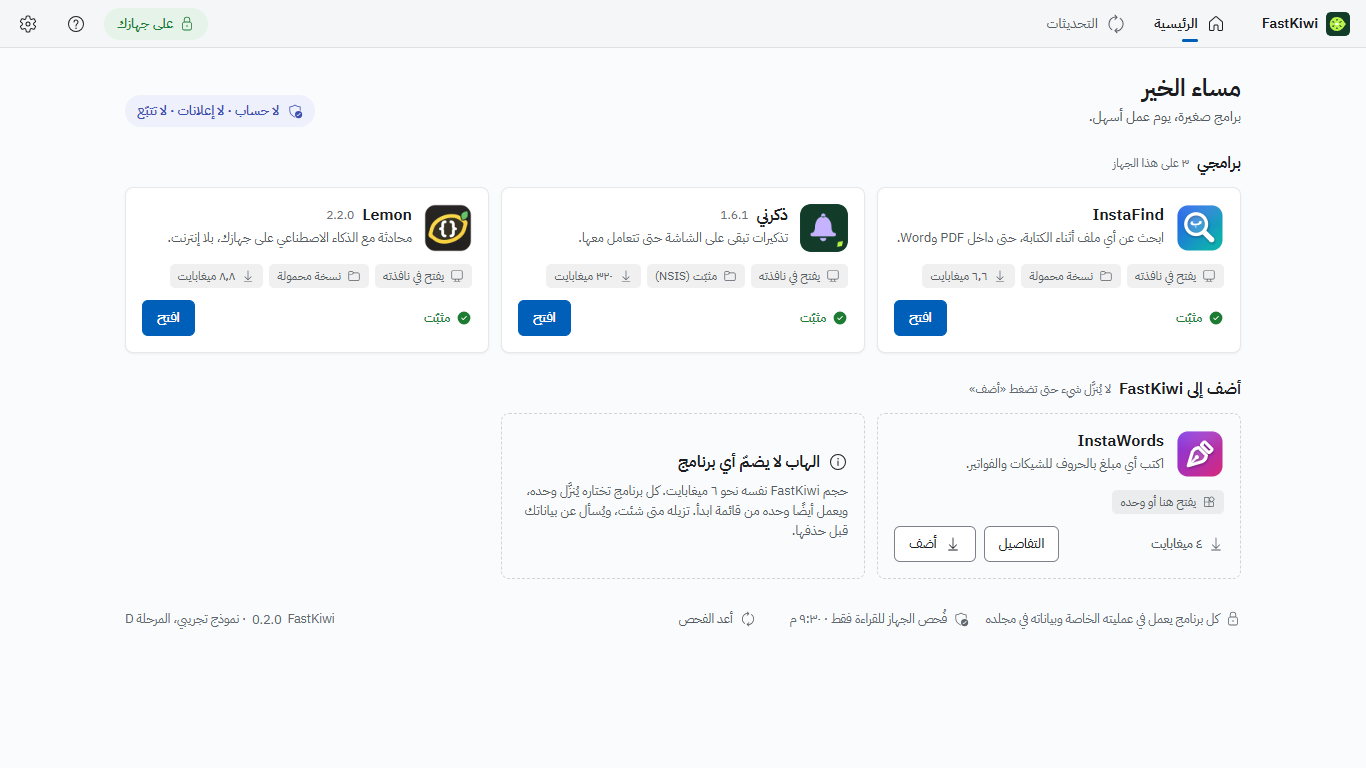 FastKiwi
الرئيسية
التحديثات
على جهازك
مساء الخير
برامج صغيرة، يوم عمل أسهل.
لا حساب · لا إعلانات · لا تتبّع
برامجي
٣ على هذا الجهاز
InstaFind
ابحث عن أي ملف أثناء الكتابة، حتى داخل PDF وWord.
يفتح في نافذته
نسخة محمولة
٦٫٦ ميغابايت
مثبّت
افتح
ذكرني 1.6.1
تذكيرات تبقى على الشاشة حتى تتعامل معها.
يفتح في نافذته
مثبّت (NSIS)
٣٢٠ ميغابايت
مثبّت
افتح
Lemon 2.2.0
محادثة مع الذكاء الاصطناعي على جهازك، بلا إنترنت.
يفتح في نافذته
نسخة محمولة
٨٫٨ ميغابايت
مثبّت
افتح
أضف إلى FastKiwi
لا يُنزَّل شيء حتى تضغط «أضف»
InstaWords
اكتب أي مبلغ بالحروف للشيكات والفواتير.
يفتح هنا أو وحده
٤ ميغابايت
التفاصيل
أضف
الهاب لا يضمّ أي برنامج
حجم FastKiwi نفسه نحو ٦ ميغابايت. كل برنامج تختاره يُنزَّل وحده،
ويعمل أيضًا وحده من قائمة ابدأ. تزيله متى شئت، ويُسأل عن بياناتك
قبل حذفها.
كل برنامج يعمل في عمليته الخاصة وبياناته في مجلده
فُحص الجهاز للقراءة فقط · ٩:٣٠ م
أعد الفحص
FastKiwi 0.2.0 · نموذج تجريبي، المرحلة D